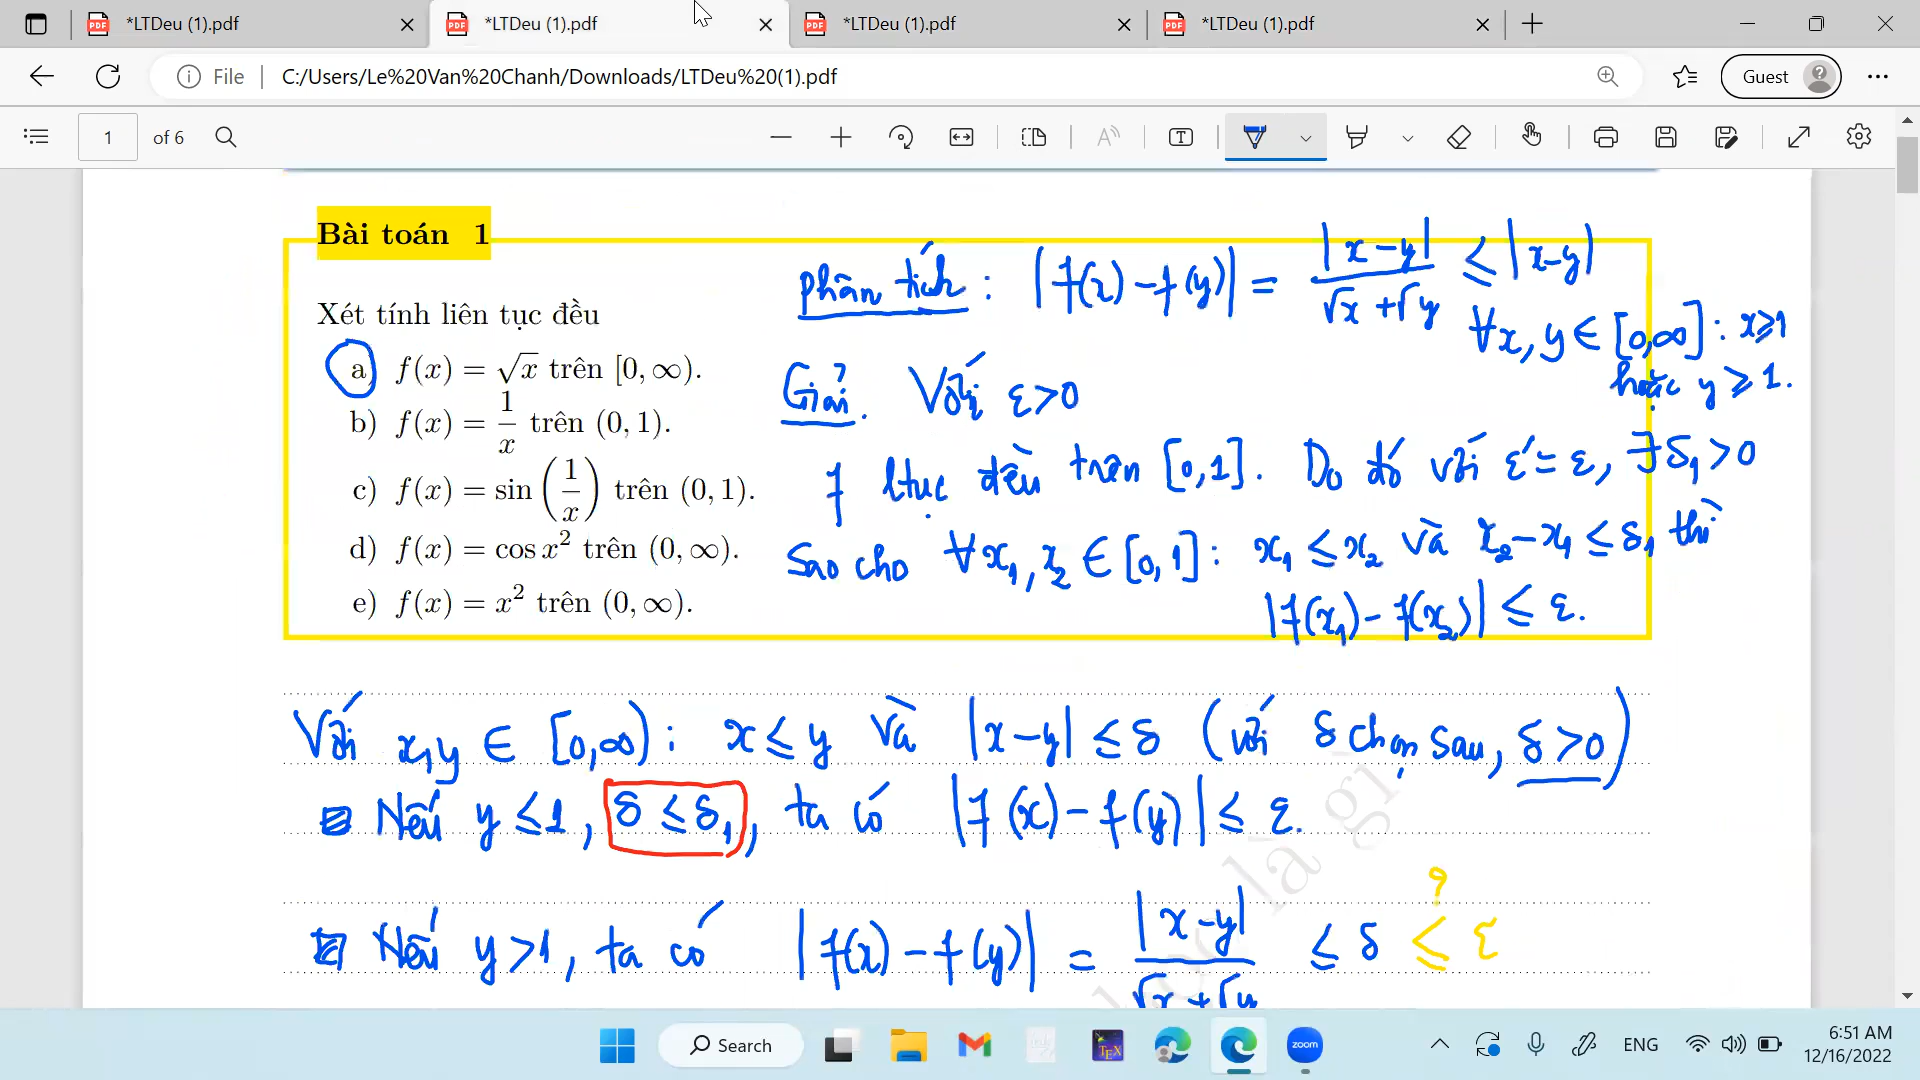 *LTDeu (1).pdf
*LTDeu (1).pdf
*LTDeu (1).pdf
*LTDeu (1).pdf
File
C:/Users/Le%20Van%20Chanh/Downloads/LTDeu%20(1).pdf
Guest
1 of 6
Bài toán 1
Xét tính liên tục đều
a) f(x) = √x trên [0, ∞).
b) f(x) = 1/x trên (0, 1).
c) f(x) = sin(1/x) trên (0, 1).
d) f(x) = cos x² trên (0, ∞).
e) f(x) = x² trên (0, ∞).
phân tích : |f(x) − f(y)| = |x−y| / (√x + √y) ≤ |x−y|
∀x, y ∈ [0,∞] : x ≥ 1
hoặc y ≥ 1.
Giải. Với ε > 0
f ltục đều trên [0,1]. Do đó với ε' = ε, ∃ δ₁ > 0
sao cho ∀x₁, x₂ ∈ [0,1] : x₁ ≤ x₂ và x₂ − x₁ ≤ δ₁ thì
|f(x₁) − f(x₂)| ≤ ε.
Với x,y ∈ [0,∞) : x ≤ y và |x−y| ≤ δ (với δ chọn sau, δ > 0)
Nếu y ≤ 1, δ ≤ δ₁, ta có |f(x) − f(y)| ≤ ε.
Nếu y > 1, ta có |f(x) − f(y)| = |x−y| / (√x + √y) ≤ δ ≤ ε
?
là gì
Search
ENG
6:51 AM
12/16/2022
zoom
TEX